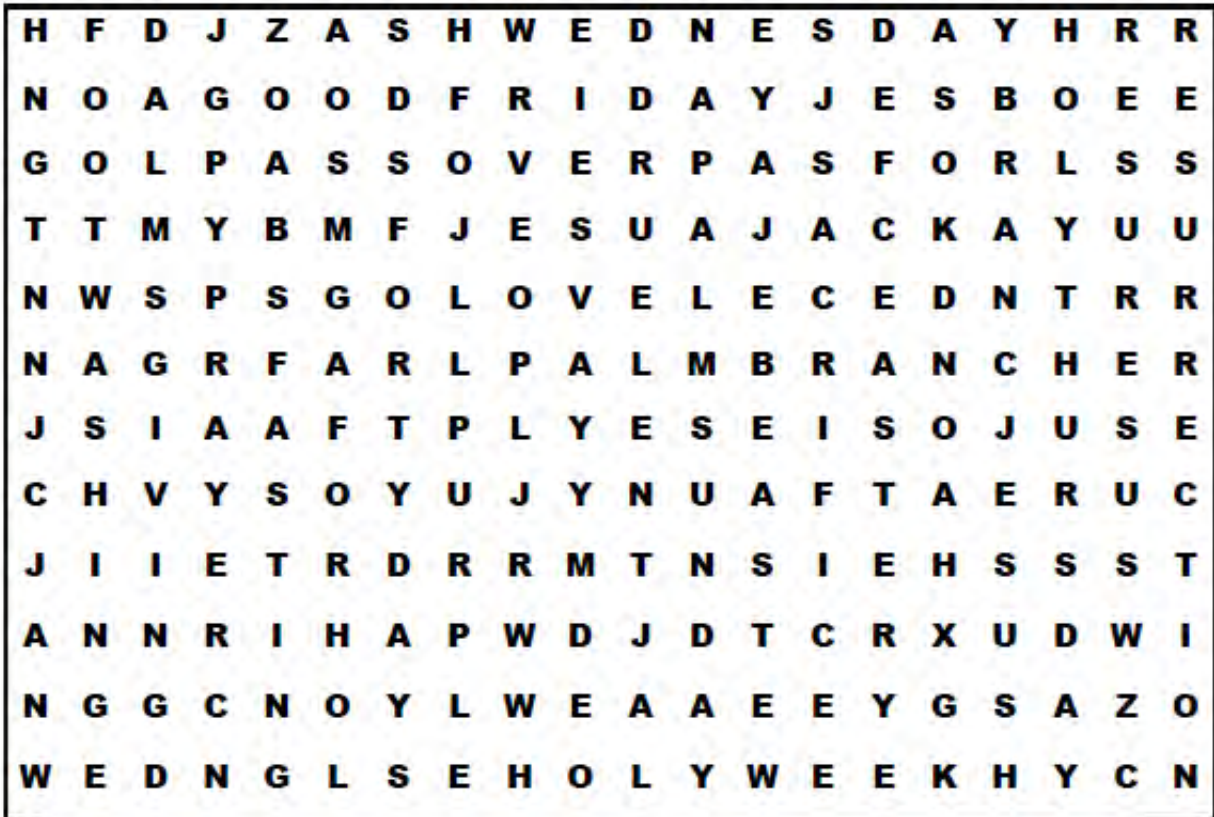 H F D J Z A S H W E D N E S D A Y H R R
N O A G O O D F R I D A Y J E S B O E E
G O L P A S S O V E R P A S F O R L S S
T T M Y B M F J E S U A J A C K A Y U U
N W S P S G O L O V E L E C E D N T R R
N A G R F A R L P A L M B R A N C H E R
J S I A A F T P L Y E S E I S O J U S E
C H V Y S O Y U J Y N U A F T A E R U C
J I I E T R D R R M T N S I E H S S S T
A N N R I H A P W D J D T C R X U D W I
N G G C N O Y L W E A A E E Y G S A Z O
W E D N G L S E H O L Y W E E K H Y C N